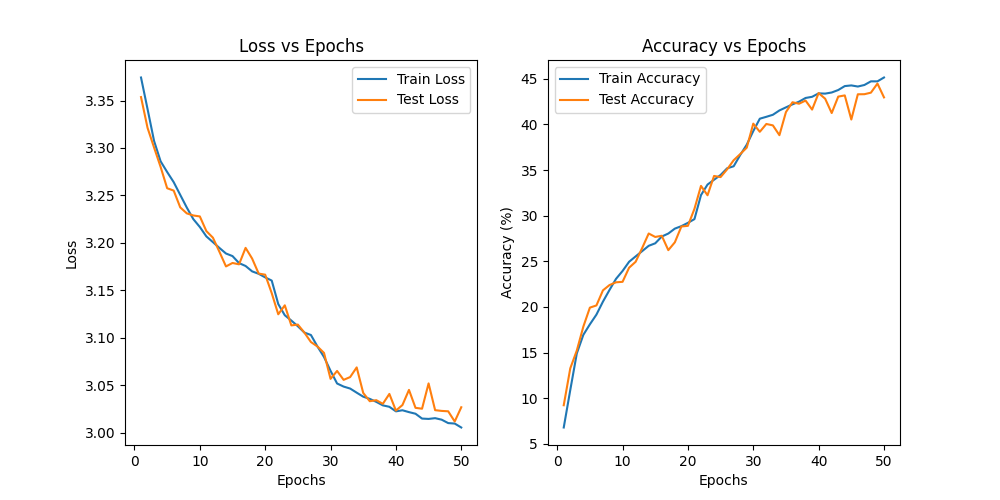 Loss vs Epochs
Train Loss
Test Loss
3.35
3.30
3.25
3.20
3.15
3.10
3.05
3.00
Loss
0 10 20 30 40 50
Epochs
Accuracy vs Epochs
Train Accuracy
Test Accuracy
45
40
35
30
25
20
15
10
5
Accuracy (%)
0 10 20 30 40 50
Epochs